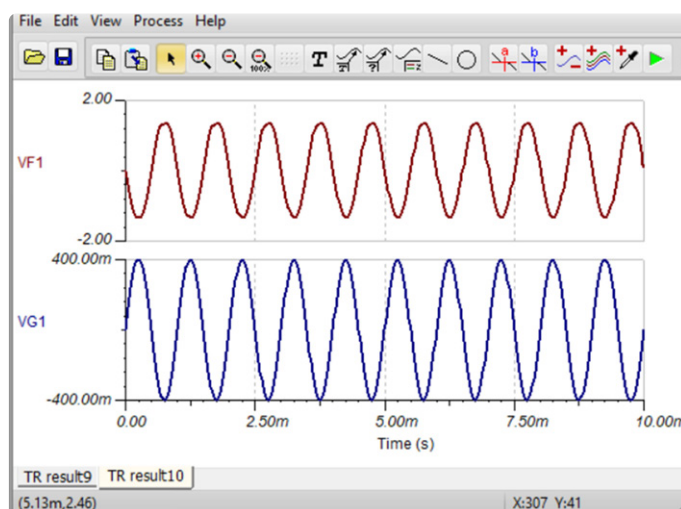 File Edit View Process Help
100% T ? ? =z a b
2.00
VF1
-2.00
400.00m
VG1
-400.00m
0.00 2.50m 5.00m 7.50m 10.00m
Time (s)
TR result9 TR result10
(5.13m,2.46) X:307 Y:41